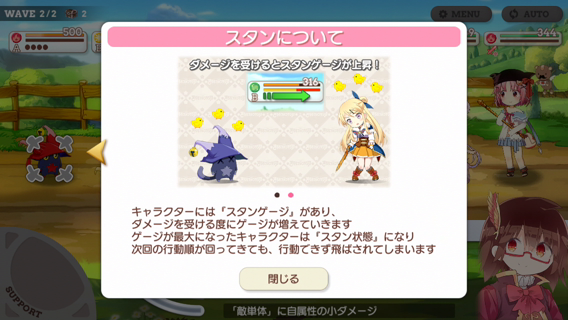 WAVE 2/2
2
MENU
AUTO
500
344
A
スタンについて
ダメージを受けるとスタンゲージが上昇！
316
B
キャラクターには『スタンゲージ』があり、
ダメージを受ける度にゲージが増えていきます
ゲージが最大になったキャラクターは『スタン状態』になり
次回の行動順が回ってきても、行動できず飛ばされてしまいます
閉じる
SUPPORT
「敵単体」に自属性の小ダメージ